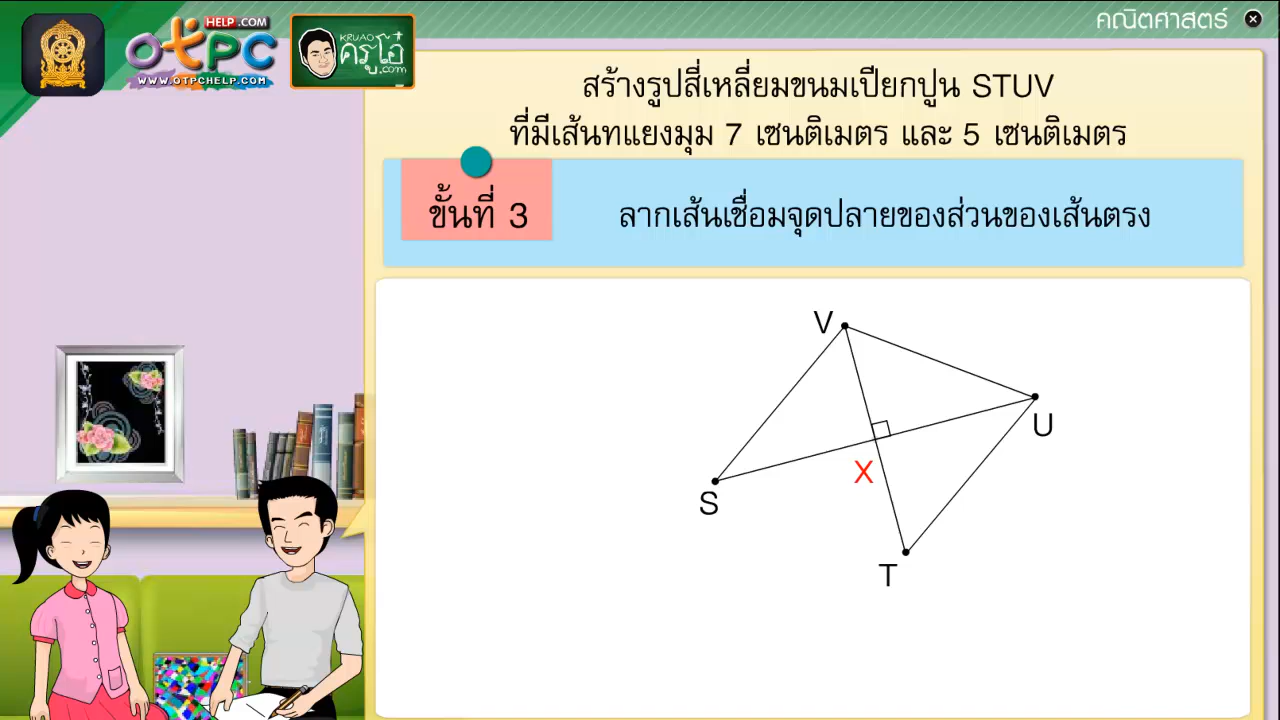 คณิตศาสตร์
HELP.COM
OTPC
WWW.OTPCHELP.COM
KRUAO
ครูโอ๋
.com
สร้างรูปสี่เหลี่ยมขนมเปียกปูน STUV
ที่มีเส้นทแยงมุม 7 เซนติเมตร และ 5 เซนติเมตร
ขั้นที่ 3
ลากเส้นเชื่อมจุดปลายของส่วนของเส้นตรง
V
U
X
S
T